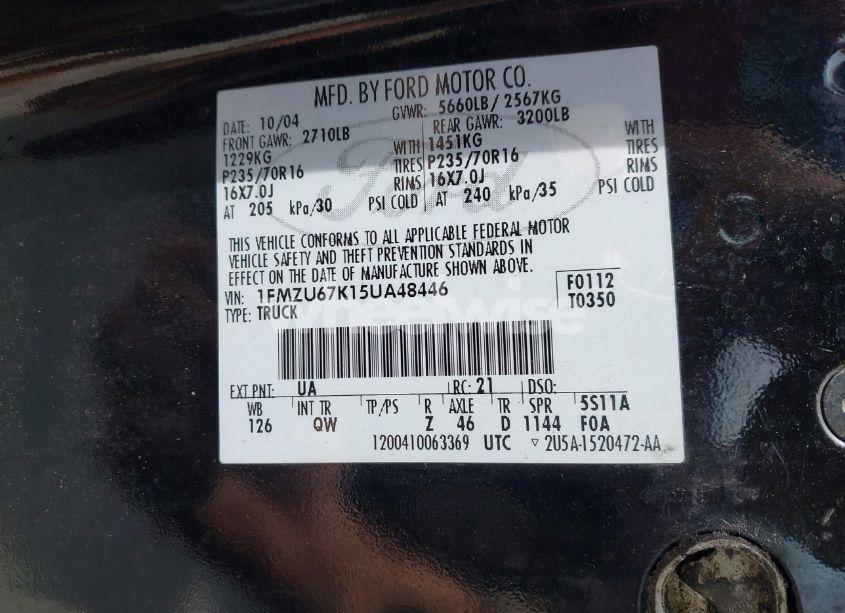 MFD. BY FORD MOTOR CO.
DATE: 10/04 GVWR: 5660LB/ 2567KG
FRONT GAWR: 2710LB REAR GAWR: 3200LB
1229KG WITH 1451KG WITH
P235/70R16 TIRES P235/70R16 TIRES
16X7.0J RIMS 16X7.0J RIMS
AT 205 kPa/30 PSI COLD AT 240 kPa/35 PSI COLD
Ford
THIS VEHICLE CONFORMS TO ALL APPLICABLE FEDERAL MOTOR
VEHICLE SAFETY AND THEFT PREVENTION STANDARDS IN
EFFECT ON THE DATE OF MANUFACTURE SHOWN ABOVE.
VIN: 1FMZU67K15UA48446 F0112
TYPE: TRUCK T0350
wheelwise
EXT PNT: UA RC: 21 DSO:
WB INT TR TP/PS R AXLE TR SPR 5S11A
126 QW Z 46 D 1144 F0A
1200410063369 UTC ▽ 2U5A-1520472-AA